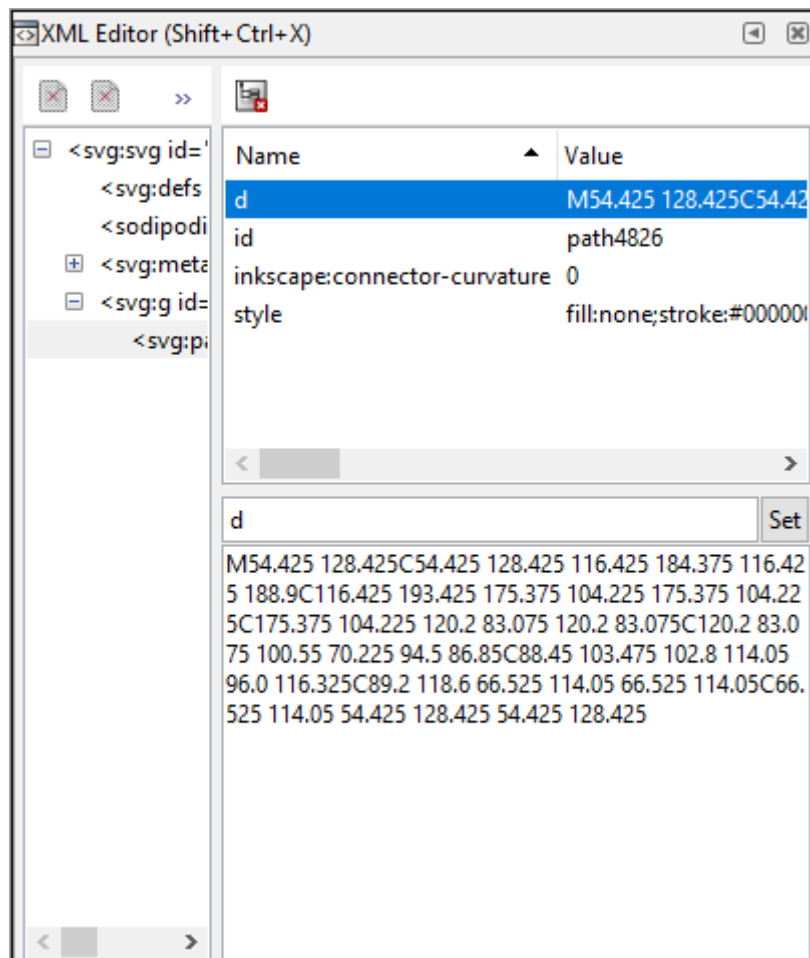 XML Editor (Shift+Ctrl+X)
»
<svg:svg id='
<svg:defs
<sodipodi
<svg:meta
<svg:g id=
<svg:pa
Name Value
d M54.425 128.425C54.42
id path4826
inkscape:connector-curvature 0
style fill:none;stroke:#000000
d Set
M54.425 128.425C54.425 128.425 116.425 184.375 116.42
5 188.9C116.425 193.425 175.375 104.225 175.375 104.22
5C175.375 104.225 120.2 83.075 120.2 83.075C120.2 83.0
75 100.55 70.225 94.5 86.85C88.45 103.475 102.8 114.05
96.0 116.325C89.2 118.6 66.525 114.05 66.525 114.05C66.
525 114.05 54.425 128.425 54.425 128.425